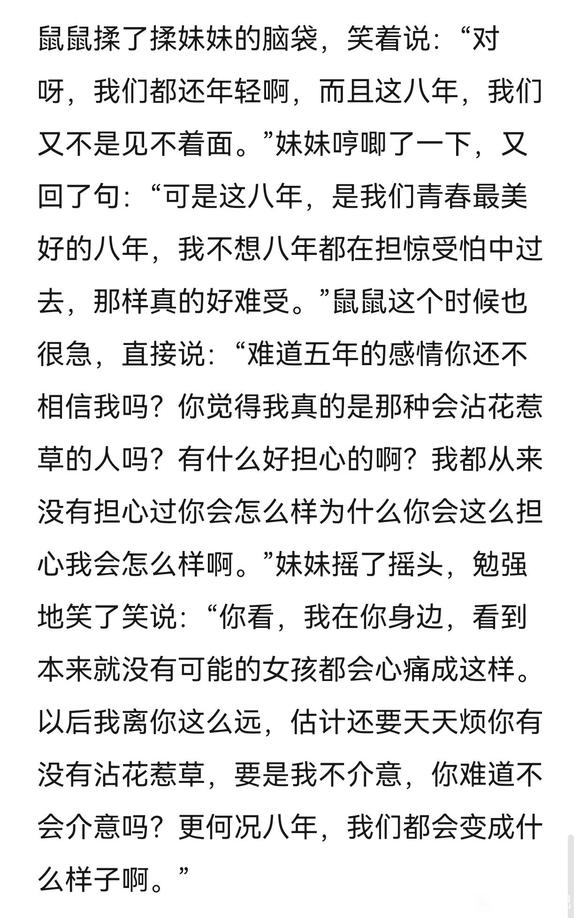 鼠鼠揉了揉妹妹的脑袋，笑着说：“对
呀，我们都还年轻啊，而且这八年，我们
又不是见不着面。”妹妹哼唧了一下，又
回了句：“可是这八年，是我们青春最美
好的八年，我不想八年都在担惊受怕中过
去，那样真的好难受。”鼠鼠这个时候也
很急，直接说：“难道五年的感情你还不
相信我吗？你觉得我真的是那种会沾花惹
草的人吗？有什么好担心的啊？我都从来
没有担心过你会怎么样为什么你会这么担
心我会怎么样啊。”妹妹摇了摇头，勉强
地笑了笑说：“你看，我在你身边，看到
本来就没有可能的女孩都会心痛成这样。
以后我离你这么远，估计还要天天烦你有
没有沾花惹草，要是我不介意，你难道不
会介意吗？更何况八年，我们都会变成什
么样子啊。”